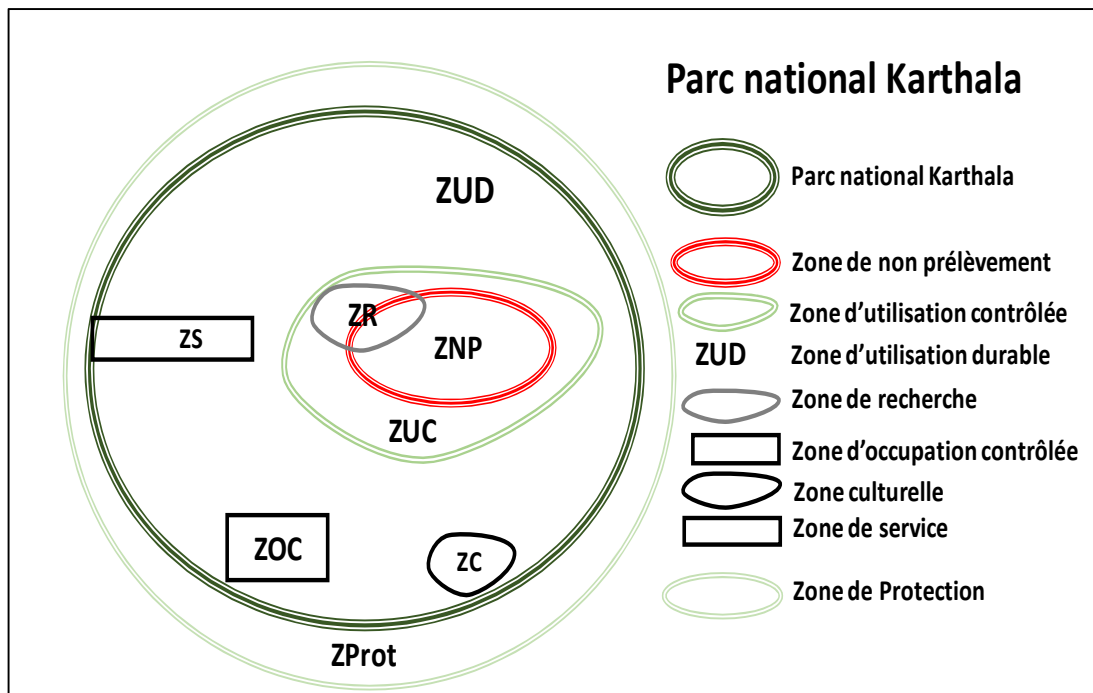 Parc national Karthala
ZUD
ZR
ZNP
ZS
ZUC
ZOC
ZC
ZProt
Parc national Karthala
Zone de non prélèvement
Zone d’utilisation contrôlée
ZUD Zone d’utilisation durable
Zone de recherche
Zone d’occupation contrôlée
Zone culturelle
Zone de service
Zone de Protection